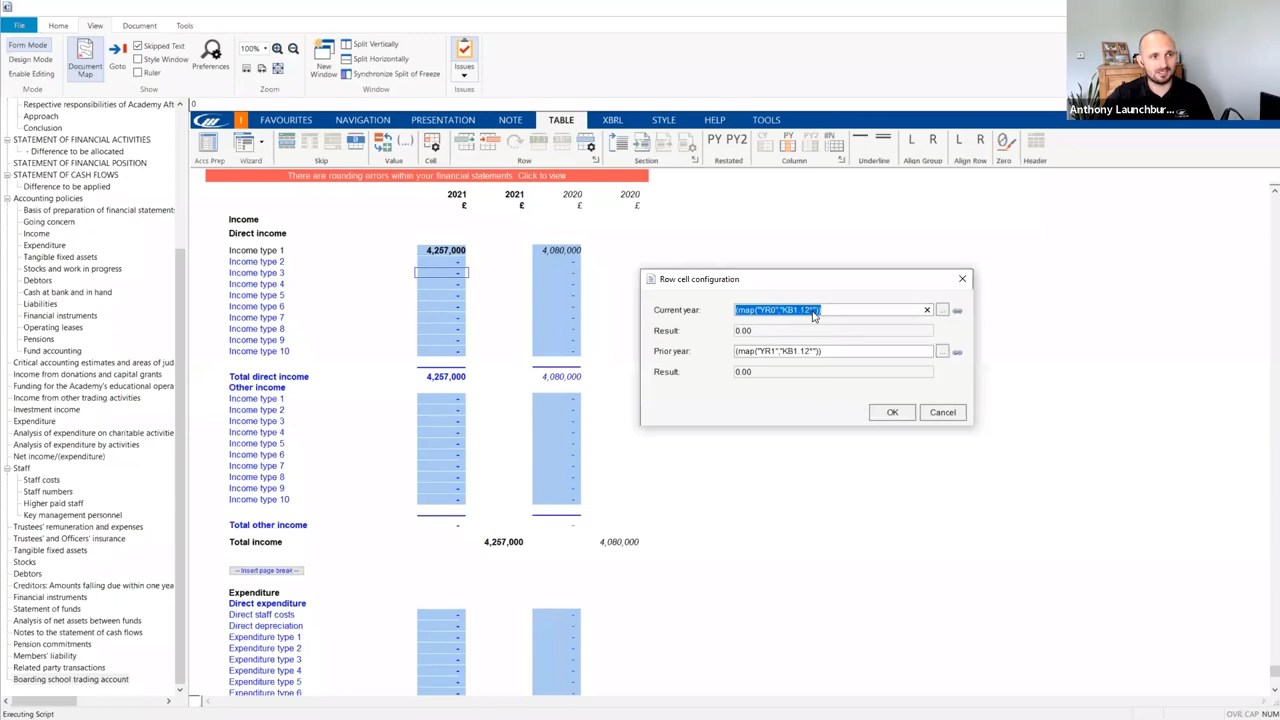 File Home View Document Tools
Form Mode
Design Mode
Enable Editing
Mode
Document Map
Goto
Skipped Text
Style Window
Ruler
Show
Preferences
100%
Zoom
New Window
Split Vertically
Split Horizontally
Synchronize Split of Freeze
Window
Issues
Issues
Anthony Launchbur...
0
FAVOURITES NAVIGATION PRESENTATION NOTE TABLE XBRL STYLE HELP TOOLS
PY PY2
L R L R
Accs Prep Wizard Skip Value Cell Row Section Restated Column Underline Align Group Align Row Zero Header
Respective responsibilities of Academy Aft
Approach
Conclusion
STATEMENT OF FINANCIAL ACTIVITIES
- Difference to be allocated
STATEMENT OF FINANCIAL POSITION
STATEMENT OF CASH FLOWS
Difference to be applied
Accounting policies
Basis of preparation of financial statements
Going concern
Income
Expenditure
Tangible fixed assets
Stocks and work in progress
Debtors
Cash at bank and in hand
Liabilities
Financial instruments
Operating leases
Pensions
Fund accounting
Critical accounting estimates and areas of jud
Income from donations and capital grants
Funding for the Academy's educational opera
Income from other trading activities
Investment income
Expenditure
Analysis of expenditure on charitable activitie
Analysis of expenditure by activities
Net income/(expenditure)
Staff
Staff costs
Staff numbers
Higher paid staff
Key management personnel
Trustees' remuneration and expenses
Trustees' and Officers' insurance
Tangible fixed assets
Stocks
Debtors
Creditors: Amounts falling due within one year
Financial instruments
Statement of funds
Analysis of net assets between funds
Notes to the statement of cash flows
Pension commitments
Members' liability
Related party transactions
Boarding school trading account
There are rounding errors within your financial statements. Click to view
2021 2021 2020 2020
£ £ £ £
Income
Direct income
Income type 1 4,257,000 4,080,000
Income type 2 - -
Income type 3 - -
Income type 4 - -
Income type 5 - -
Income type 6 - -
Income type 7 - -
Income type 8 - -
Income type 9 - -
Income type 10 - -
Total direct income 4,257,000 4,080,000
Other income
Income type 1 - -
Income type 2 - -
Income type 3 - -
Income type 4 - -
Income type 5 - -
Income type 6 - -
Income type 7 - -
Income type 8 - -
Income type 9 - -
Income type 10 - -
Total other income - -
Total income 4,257,000 4,080,000
-- Insert page break --
Expenditure
Direct expenditure
Direct staff costs - -
Direct depreciation - -
Expenditure type 1 - -
Expenditure type 2 - -
Expenditure type 3 - -
Expenditure type 4 - -
Expenditure type 5 - -
Expenditure type 6 - -
Row cell configuration
Current year: (map("YR0","KB1.12*"))
Result: 0.00
Prior year: (map("YR1","KB1.12*"))
Result: 0.00
OK Cancel
Executing Script
OVR CAP NUM